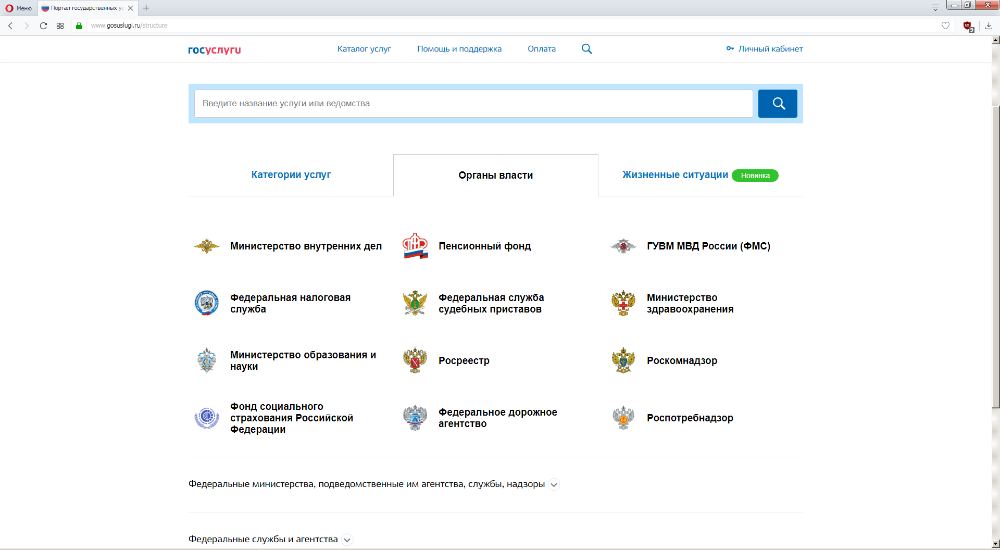 Меню
Портал государственных ус
www.gosuslugi.ru/structure
9
госуслуги
Каталог услуг
Помощь и поддержка
Оплата
Личный кабинет
Введите название услуги или ведомства
Категории услуг
Органы власти
Жизненные ситуации
Новинка
Министерство внутренних дел
Пенсионный фонд
ГУВМ МВД России (ФМС)
Федеральная налоговая
служба
Федеральная служба
судебных приставов
Министерство
здравоохранения
Министерство образования и
науки
Росреестр
Роскомнадзор
Фонд социального
страхования Российской
Федерации
Федеральное дорожное
агентство
Роспотребнадзор
Федеральные министерства, подведомственные им агентства, службы, надзоры
Федеральные службы и агентства